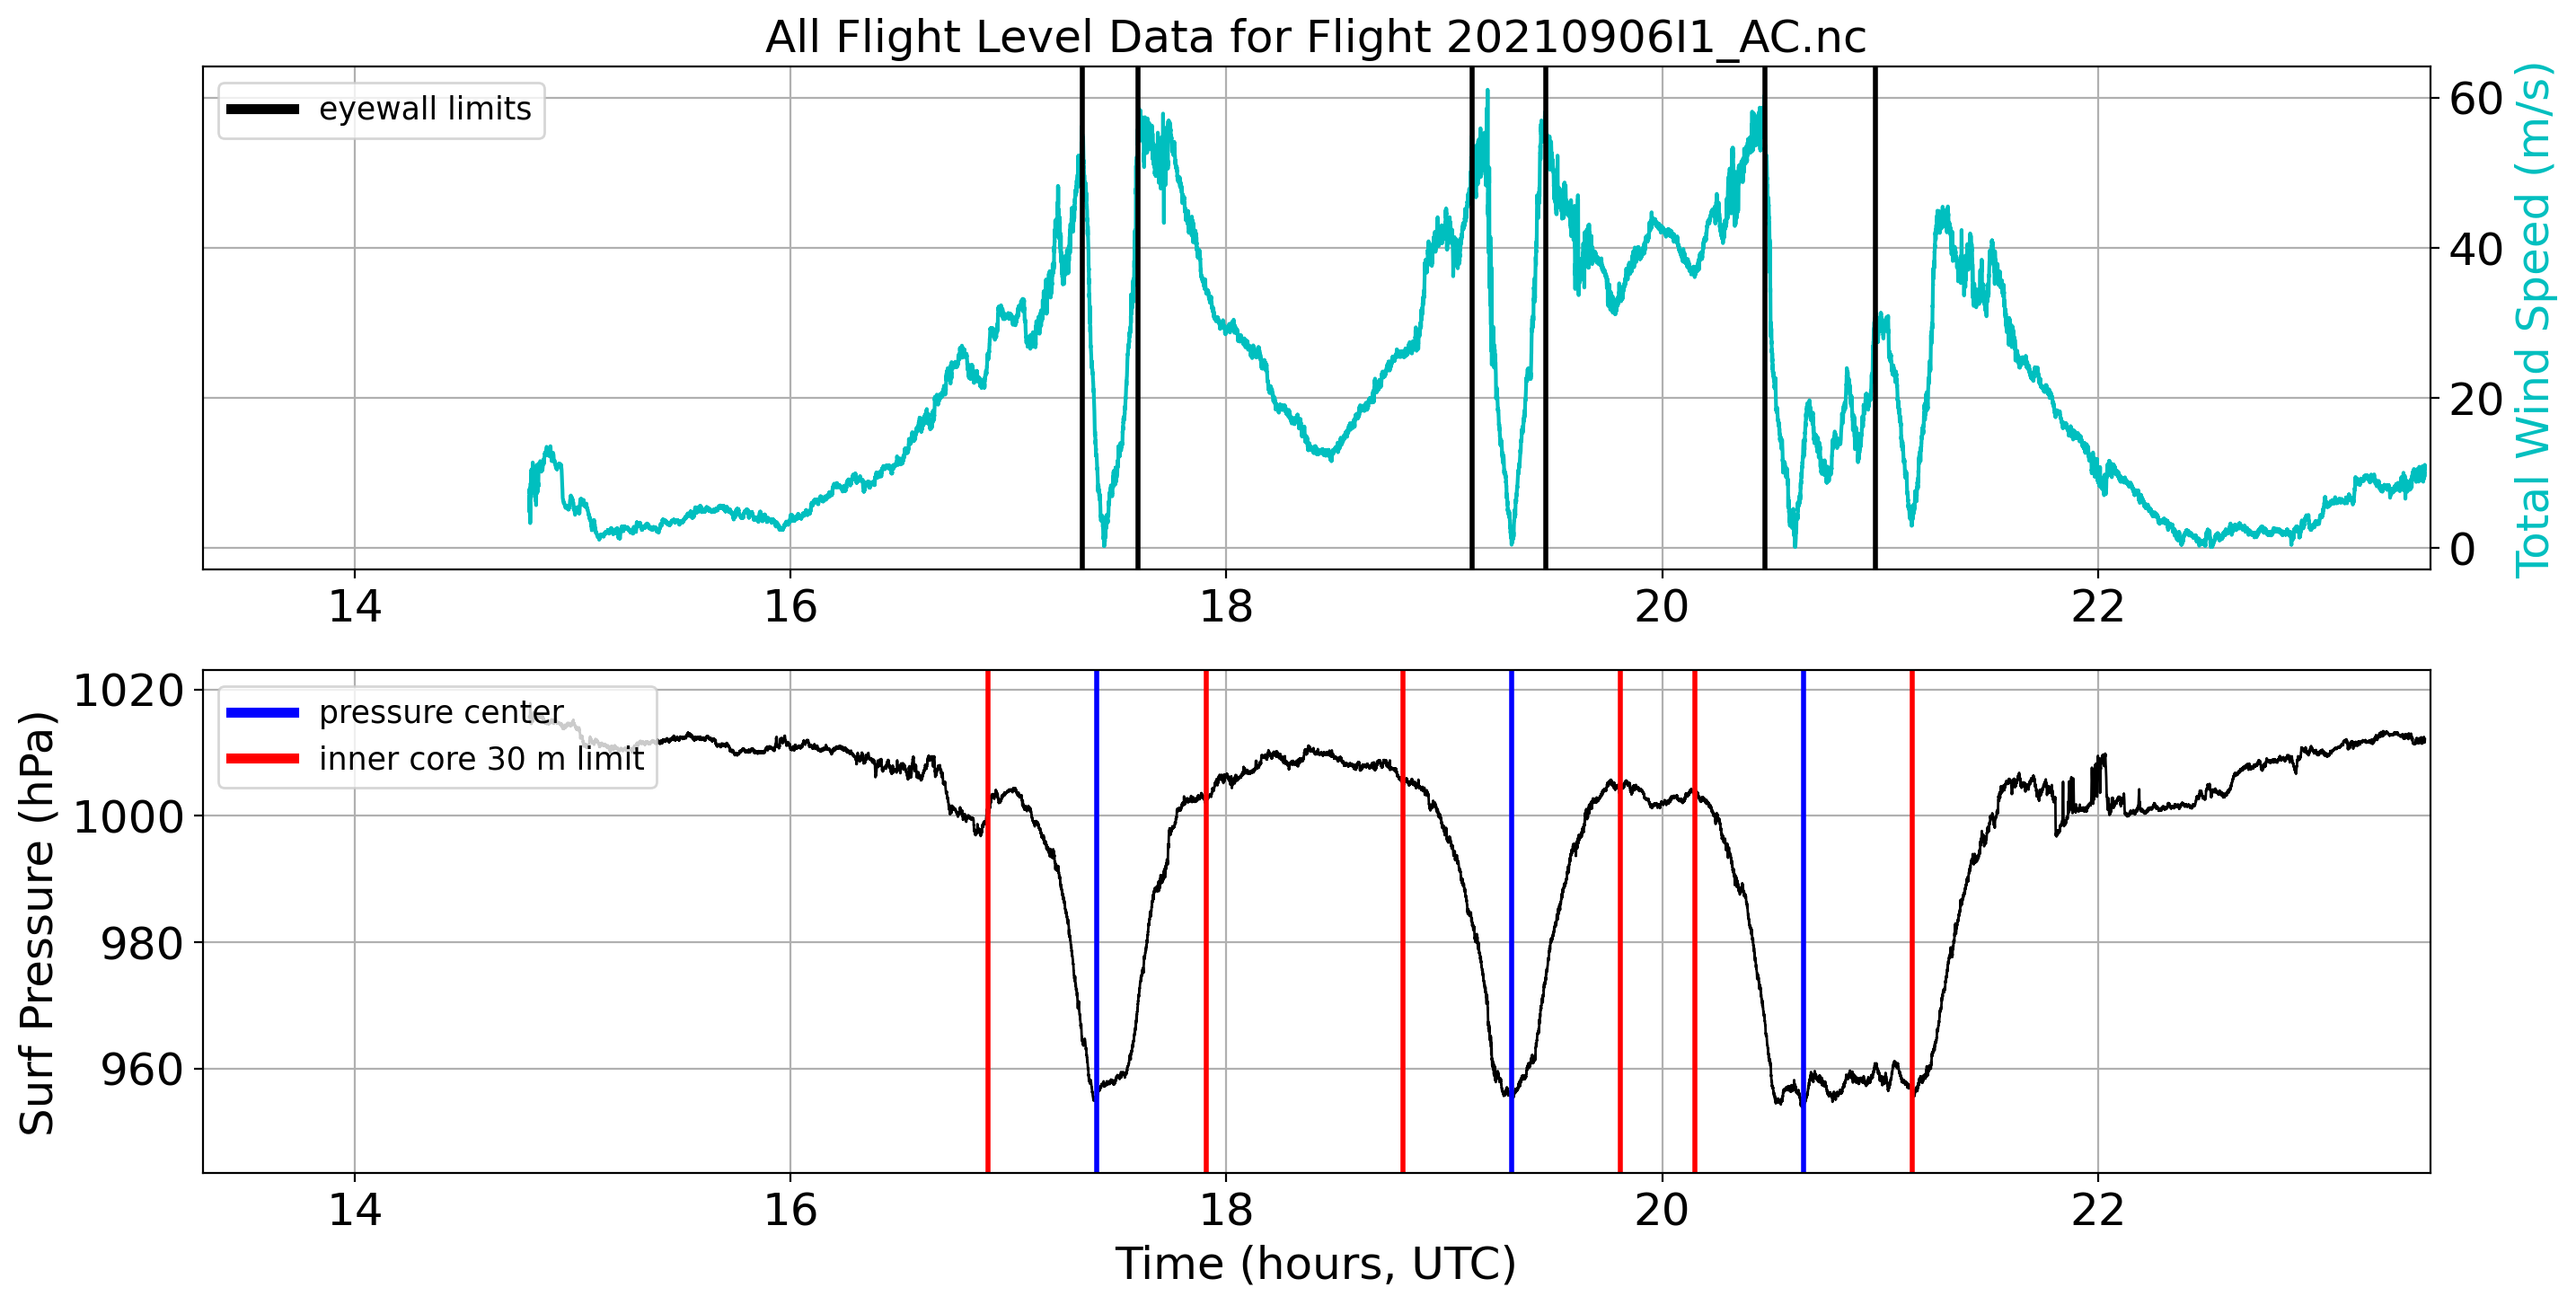 All Flight Level Data for Flight 20210906I1_AC.nc
eyewall limits
60
40
20
0
Total Wind Speed (m/s)
14 16 18 20 22
1020
1000
980
960
Surf Pressure (hPa)
pressure center
inner core 30 m limit
14 16 18 20 22
Time (hours, UTC)